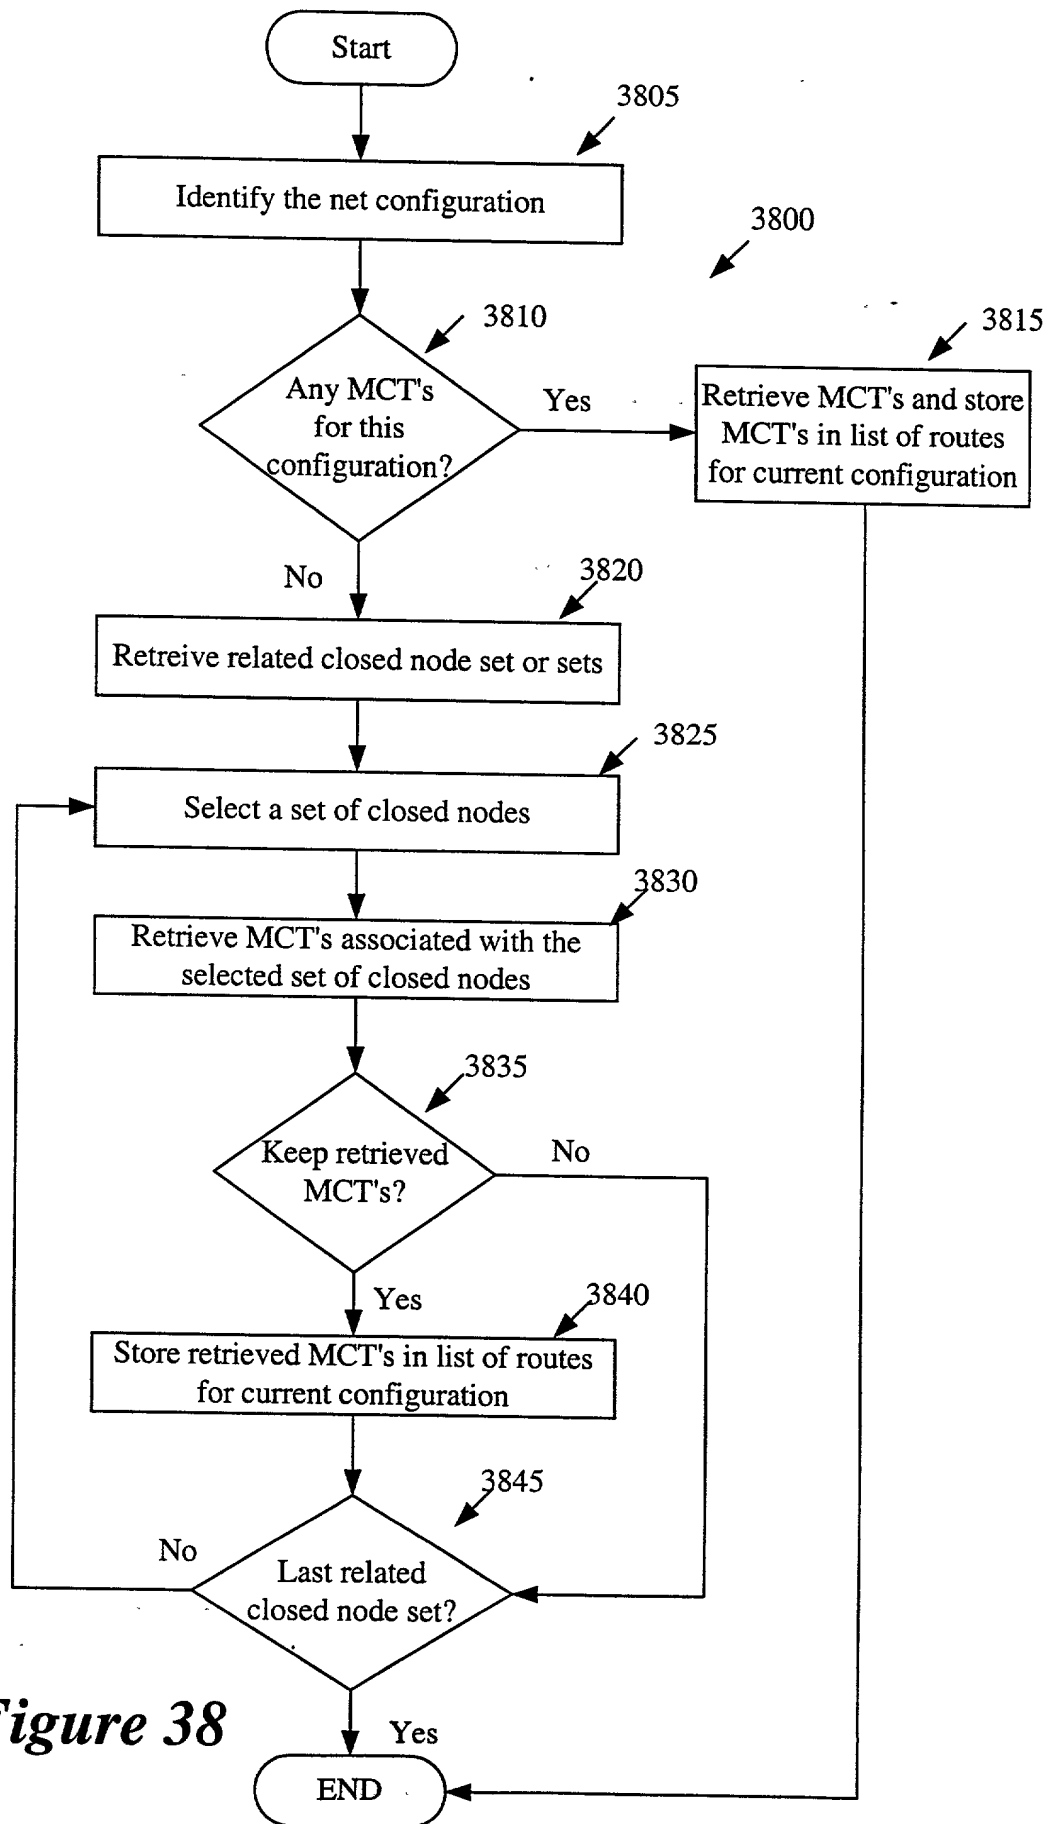 Start
3805
Identify the net configuration
3800
3810
Any MCT's
for this
configuration?
Yes
3815
Retrieve MCT's and store
MCT's in list of routes
for current configuration
No
3820
Retreive related closed node set or sets
3825
Select a set of closed nodes
3830
Retrieve MCT's associated with the
selected set of closed nodes
3835
Keep retrieved
MCT's?
No
Yes
3840
Store retrieved MCT's in list of routes
for current configuration
3845
No
Last related
closed node set?
Figure 38
Yes
END